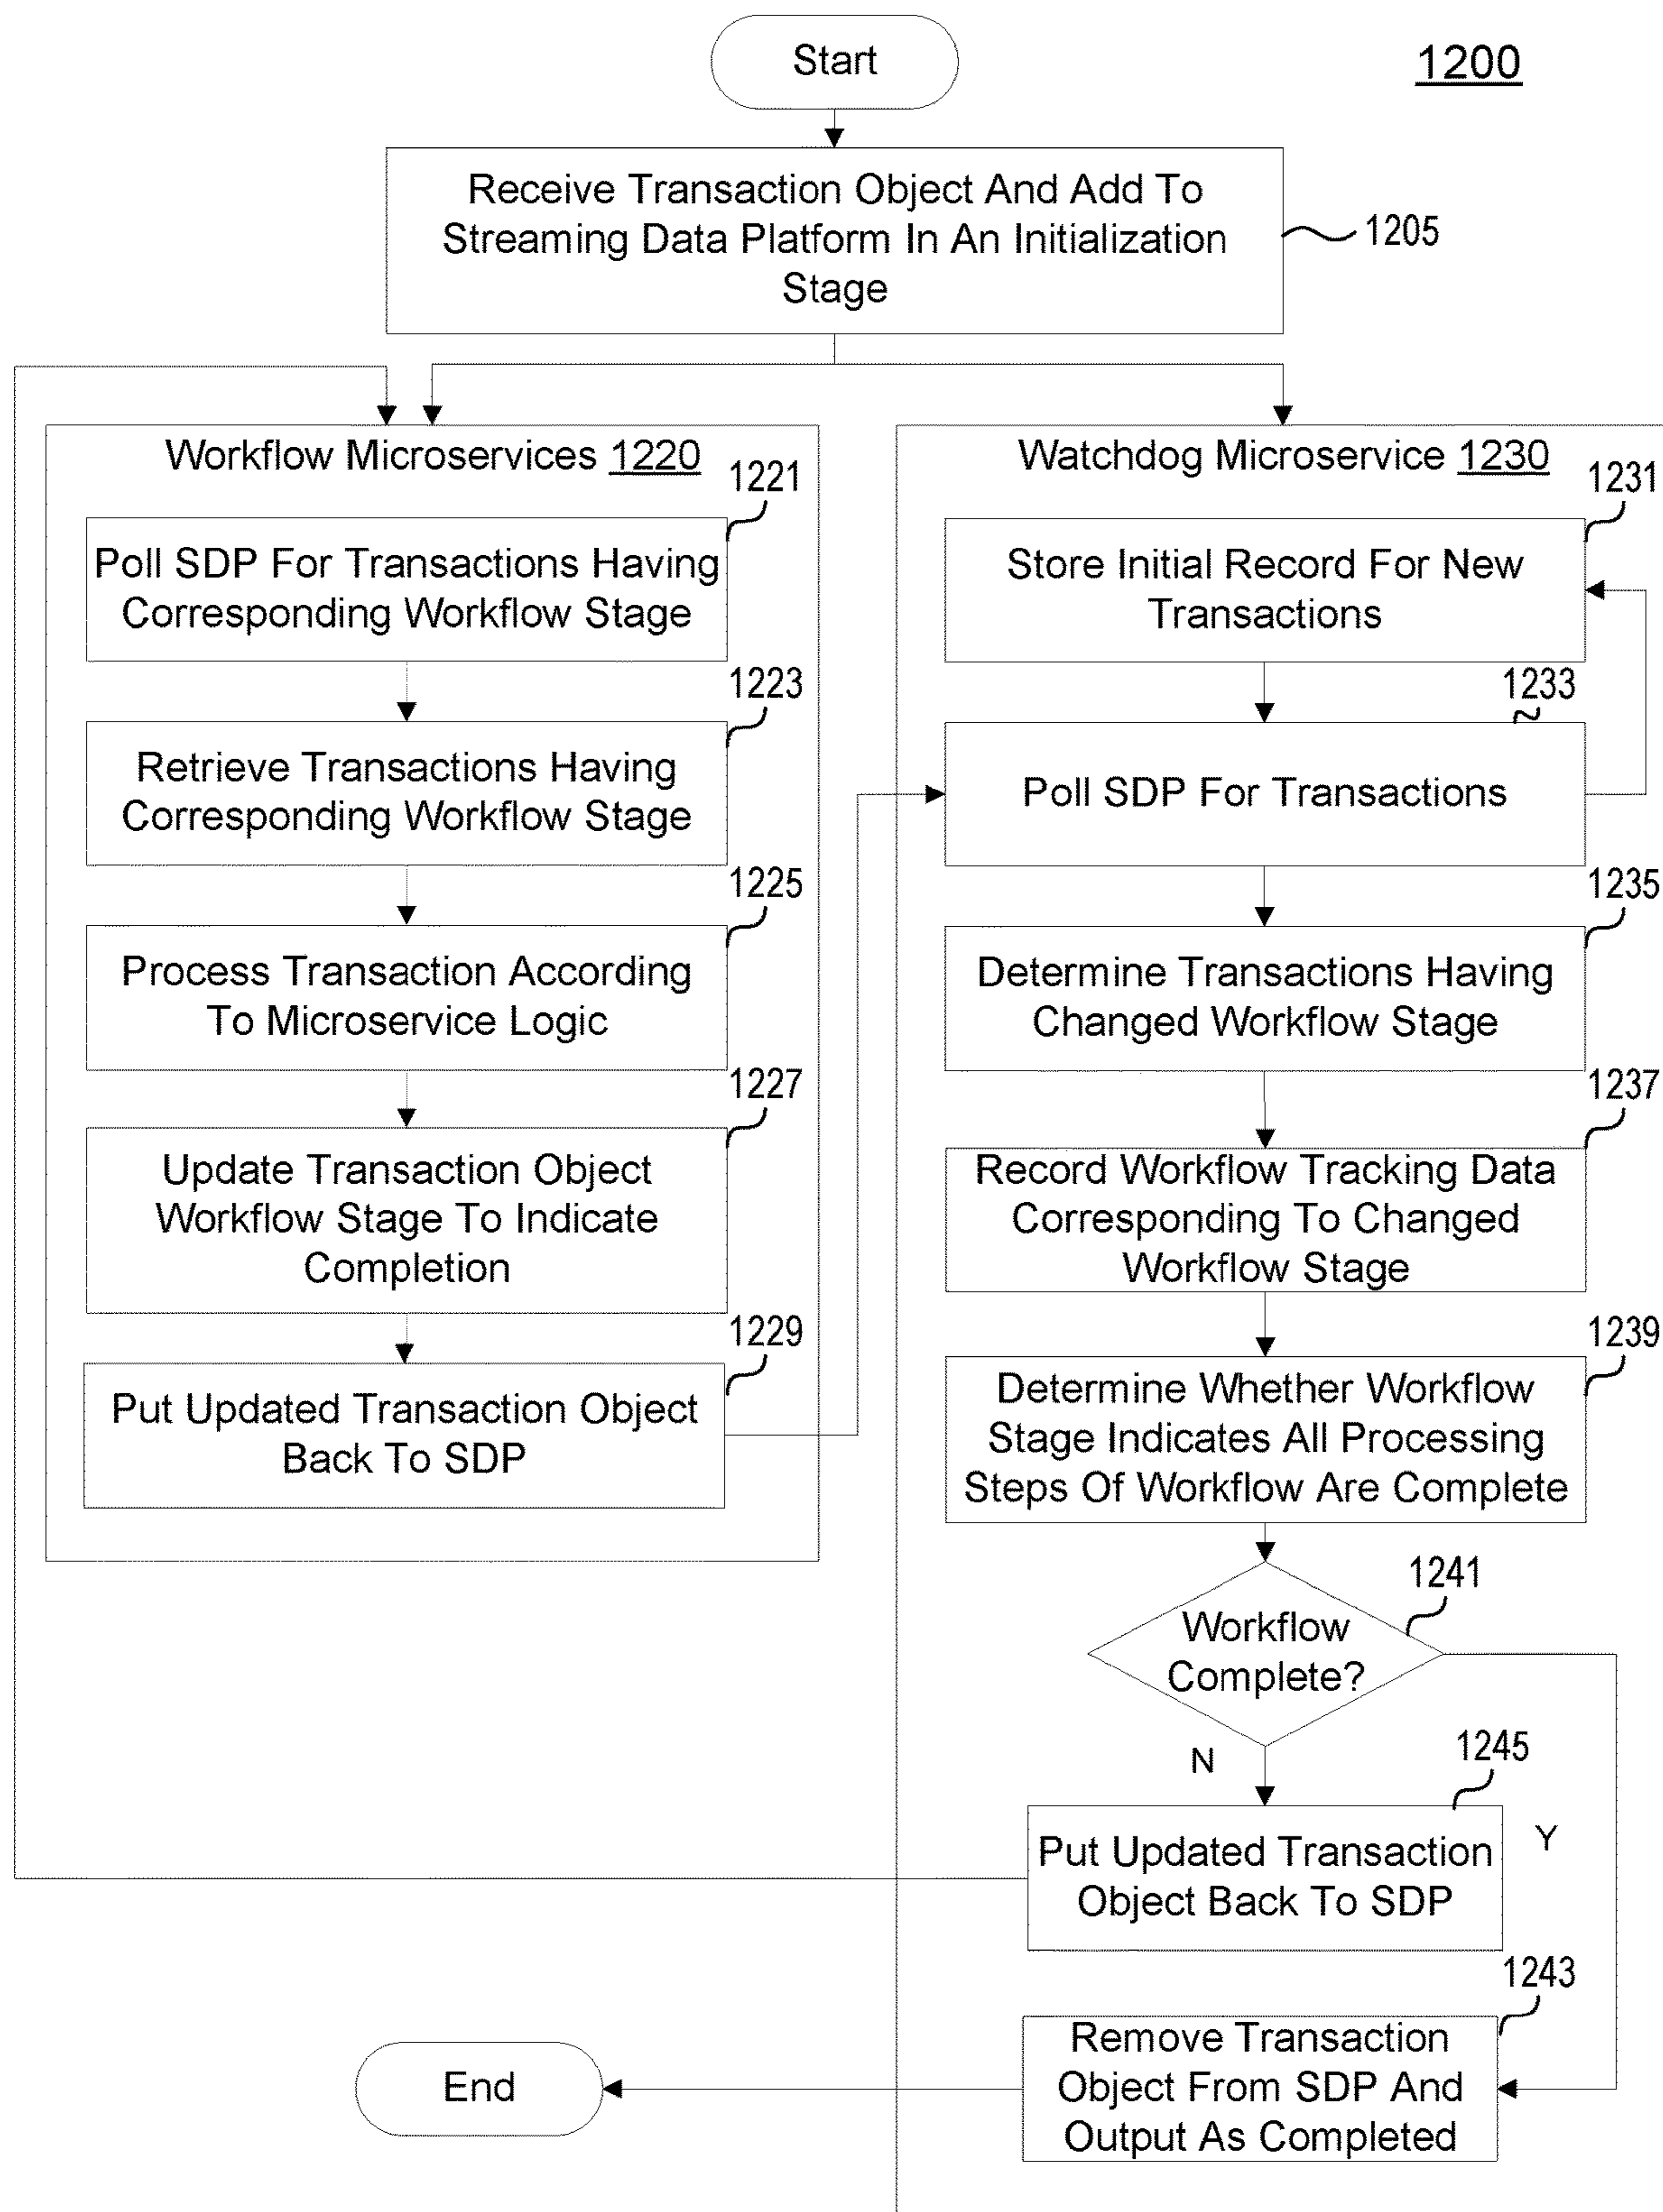 Start
1200
Receive Transaction Object And Add To
Streaming Data Platform In An Initialization
Stage
1205
Workflow Microservices 1220
1221
Poll SDP For Transactions Having
Corresponding Workflow Stage
1223
Retrieve Transactions Having
Corresponding Workflow Stage
1225
Process Transaction According
To Microservice Logic
1227
Update Transaction Object
Workflow Stage To Indicate
Completion
1229
Put Updated Transaction Object
Back To SDP
Watchdog Microservice 1230
1231
Store Initial Record For New
Transactions
1233
Poll SDP For Transactions
1235
Determine Transactions Having
Changed Workflow Stage
1237
Record Workflow Tracking Data
Corresponding To Changed
Workflow Stage
1239
Determine Whether Workflow
Stage Indicates All Processing
Steps Of Workflow Are Complete
1241
Workflow
Complete?
N
1245
Y
Put Updated Transaction
Object Back To SDP
1243
Remove Transaction
Object From SDP And
Output As Completed
End